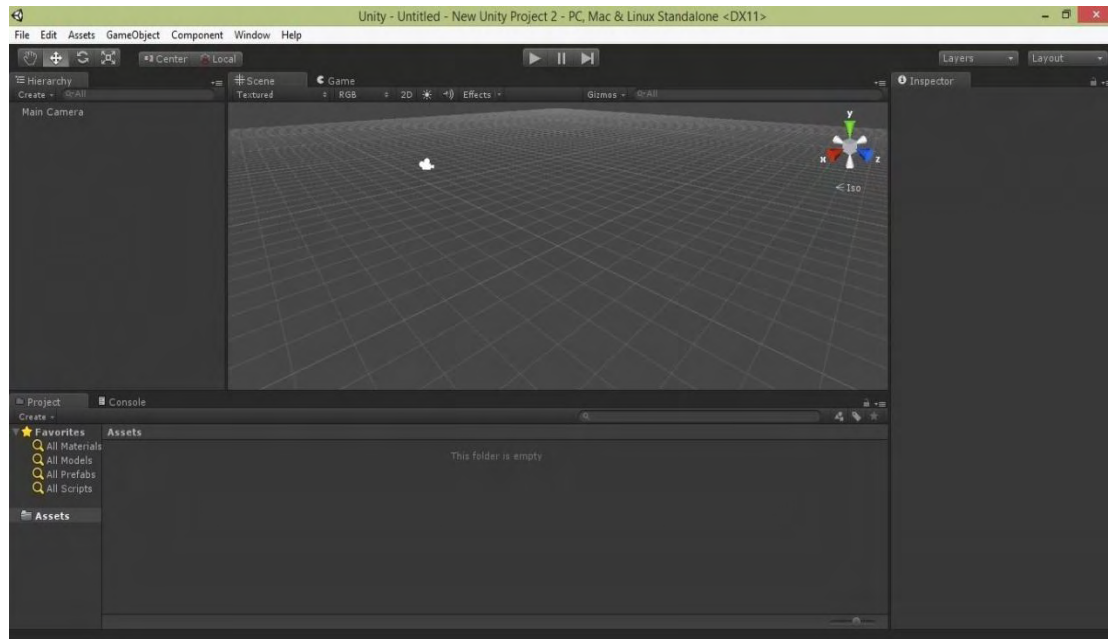 Unity - Untitled - New Unity Project 2 - PC, Mac & Linux Standalone <DX11>
File Edit Assets GameObject Component Window Help
Center Local Layers Layout
Hierarchy Scene Game Inspector
Create All Textured RGB 2D Effects Gizmos All
Main Camera
y
x z
Iso
Project Console
Create
Favorites Assets
All Materials
All Models
All Prefabs
All Scripts
This folder is empty
Assets